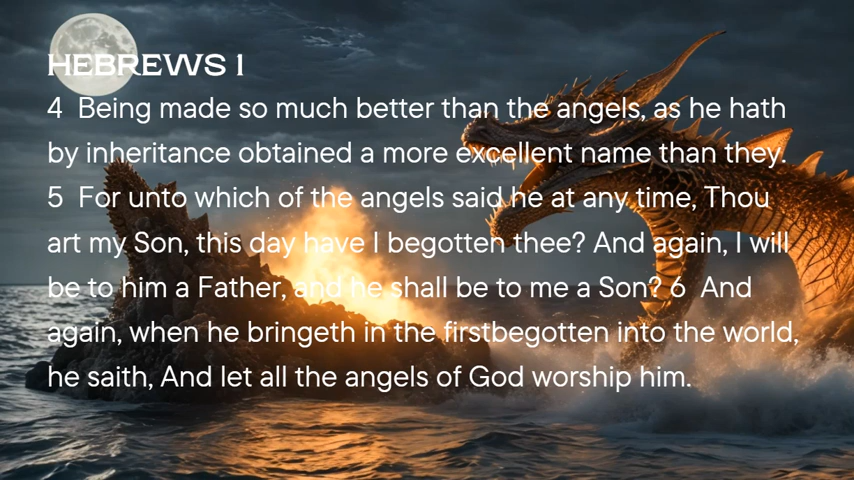 HEBREWS 1
4 Being made so much better than the angels, as he hath
by inheritance obtained a more excellent name than they.
5 For unto which of the angels said he at any time, Thou
art my Son, this day have I begotten thee? And again, I will
be to him a Father, and he shall be to me a Son? 6 And
again, when he bringeth in the firstbegotten into the world,
he saith, And let all the angels of God worship him.